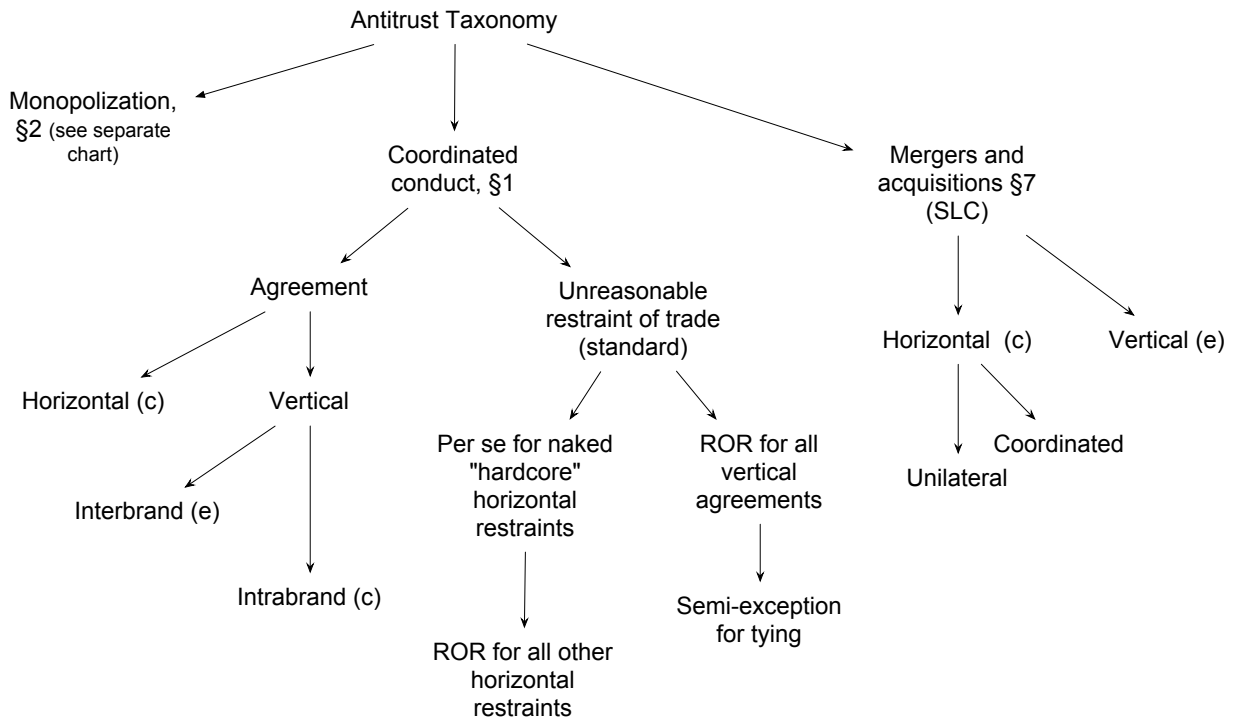 Antitrust Taxonomy
Monopolization,
§2 (see separate
chart)
Coordinated
conduct, §1
Mergers and
acquisitions §7
(SLC)
Agreement
Unreasonable
restraint of trade
(standard)
Horizontal (c)
Vertical (e)
Horizontal (c)
Vertical
Per se for naked
"hardcore"
horizontal
restraints
ROR for all
vertical
agreements
Coordinated
Unilateral
Interbrand (e)
Intrabrand (c)
Semi-exception
for tying
ROR for all other
horizontal
restraints